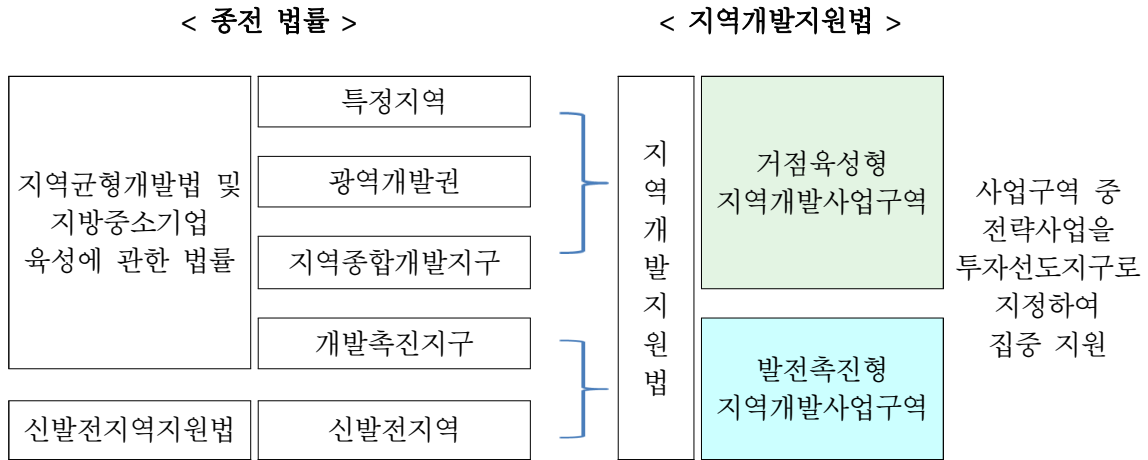 < 종전 법률 >
< 지역개발지원법 >
지역균형개발법 및
지방중소기업
육성에 관한 법률
특정지역
광역개발권
지역종합개발지구
개발촉진지구
신발전지역지원법
신발전지역
지
역
개
발
지
원
법
거점육성형
지역개발사업구역
발전촉진형
지역개발사업구역
사업구역 중
전략사업을
투자선도지구로
지정하여
집중 지원